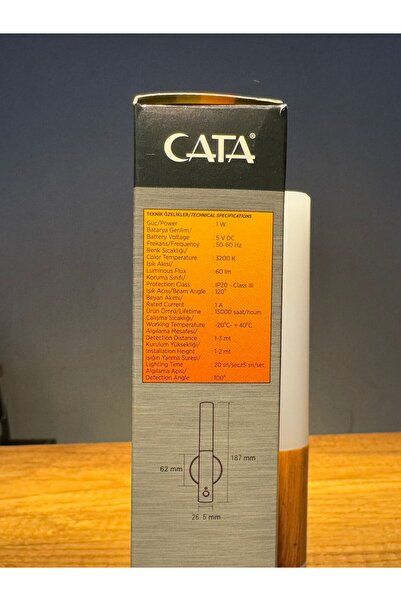 CATA®
TEKNİK ÖZELİKLER/TECHNICAL SPECIFICATIONS
Güç/Power : 1 W
Batarya Gerilim/
Battery Voltage : 5 V DC
Frekans/Frequency : 50-60 Hz
Renk Sıcaklığı/
Color Temperature : 3200 K
Işık Akısı/
Luminous Flux : 60 lm
Koruma Sınıfı/
Protection Class : IP20 - Class III
Işık Açısı/Beam Angle : 120°
Beyan Akımı/
Rated Current : 1 A
Ürün Ömrü/Lifetime : 15000 saat/hours
Çalışma Sıcaklığı/
Working Temperature : -20°C- + 40°C
Algılama Mesafesi/
Detection Distance : 1-3 mt
Kurulum Yüksekliği/
Installation Height : 1-2 mt
Işığın Yanma Süresi/
Lighting Time : 20 sn/sec±5 sn/sec
Algılama Açısı/
Detection Angle : 100°
187 mm
62 mm
26.5 mm